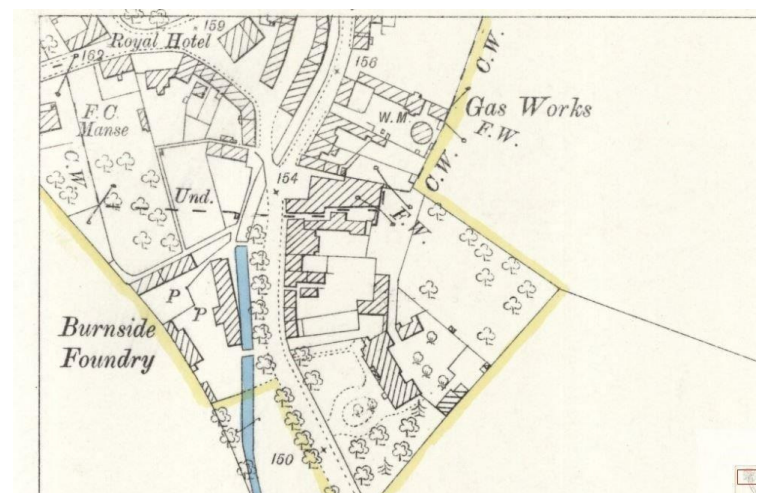 159
Royal Hotel
162
156
C. W.
F. C.
Manse
W. M
Gas Works
F. W.
C. W.
C. W.
154
Und.
F. W.
P
P
Burnside
Foundry
150